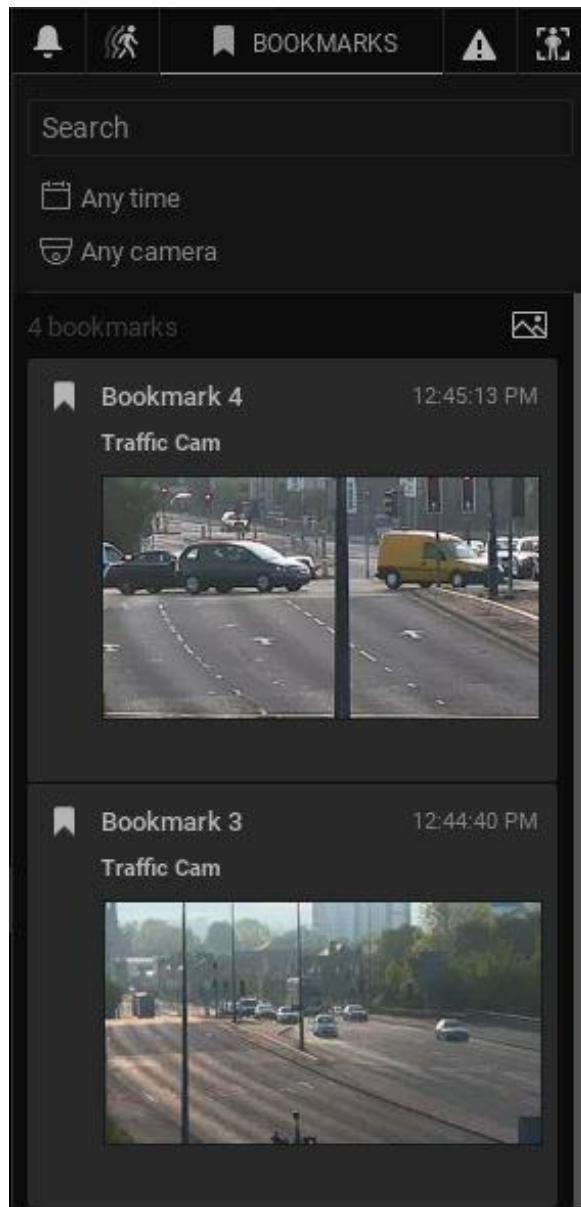 BOOKMARKS
Search
Any time
Any camera
4 bookmarks
Bookmark 4 12:45:13 PM
Traffic Cam
Bookmark 3 12:44:40 PM
Traffic Cam